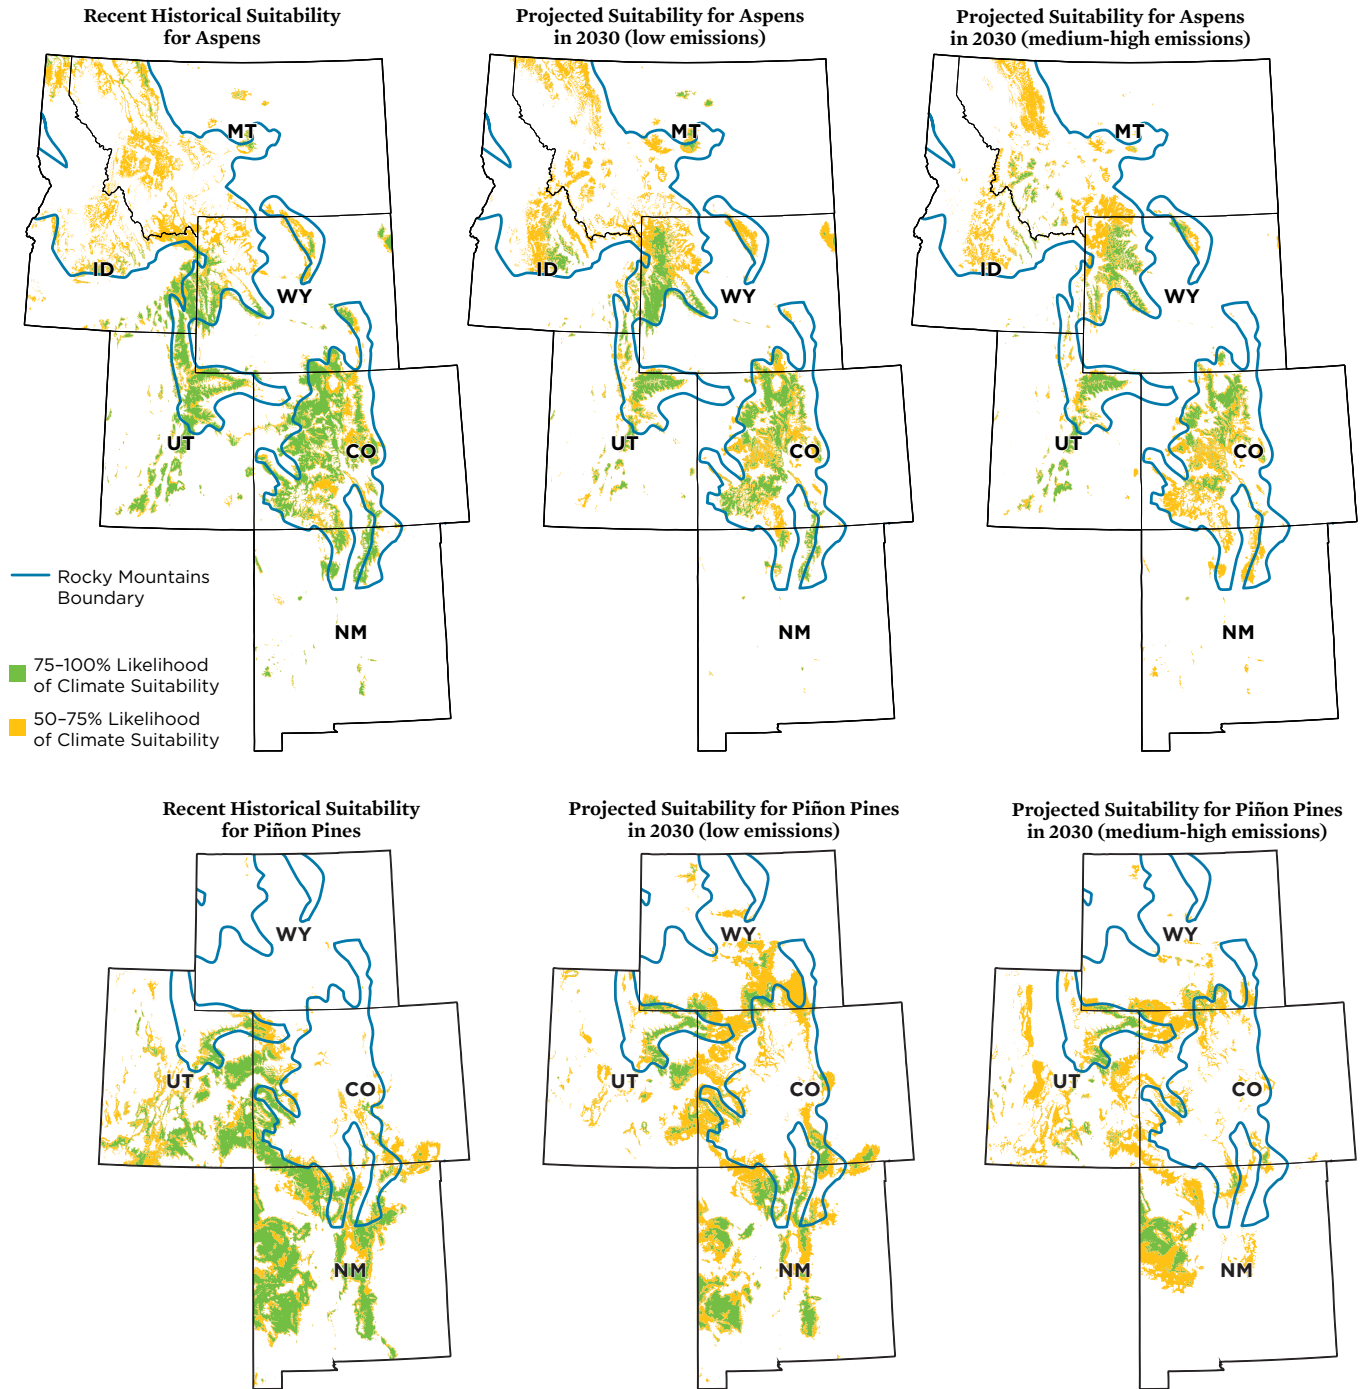 Recent Historical Suitability
for Aspens
Projected Suitability for Aspens
in 2030 (low emissions)
Projected Suitability for Aspens
in 2030 (medium-high emissions)
MT
ID
WY
UT
CO
NM
MT
ID
WY
UT
CO
NM
MT
ID
WY
UT
CO
NM
Rocky Mountains
Boundary
75–100% Likelihood
of Climate Suitability
50–75% Likelihood
of Climate Suitability
Recent Historical Suitability
for Piñon Pines
Projected Suitability for Piñon Pines
in 2030 (low emissions)
Projected Suitability for Piñon Pines
in 2030 (medium-high emissions)
WY
UT
CO
NM
WY
UT
CO
NM
WY
UT
CO
NM